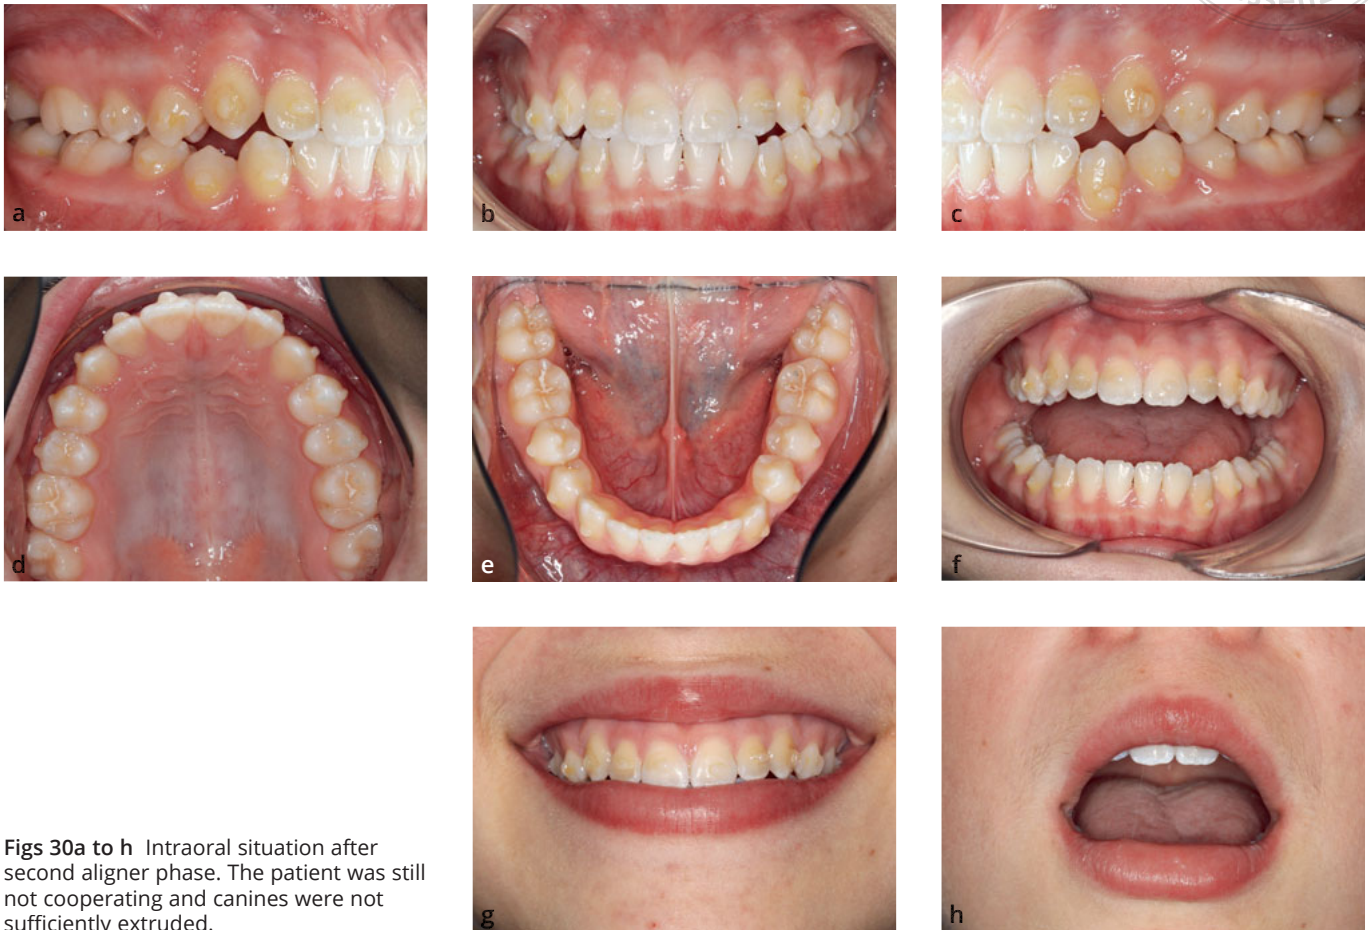 a
b
c
d
e
f
g
h
Figs 30a to h Intraoral situation after
second aligner phase. The patient was still
not cooperating and canines were not
sufficiently extruded.